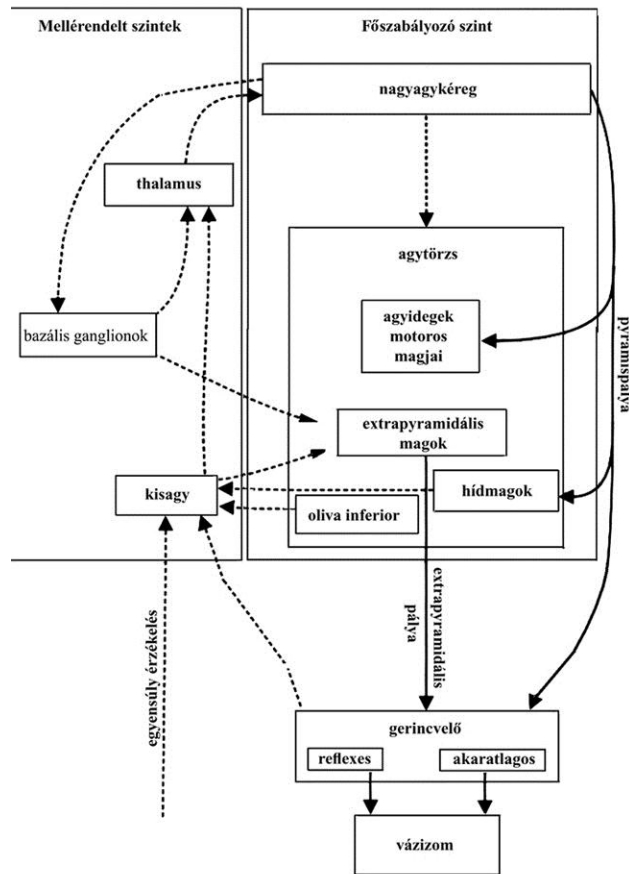 Mellérendelt szintek
Főszabályozó szint
nagyagykéreg
thalamus
agytörzs
bazális ganglionok
agyidegek
motoros
magjai
pyramispalya
extrapyramidális
magok
kisagy
hídmagok
oliva inferior
extrapyramidális
pálya
egyensúly érzékelés
gerincvelő
reflexes
akaratlagos
vázizom